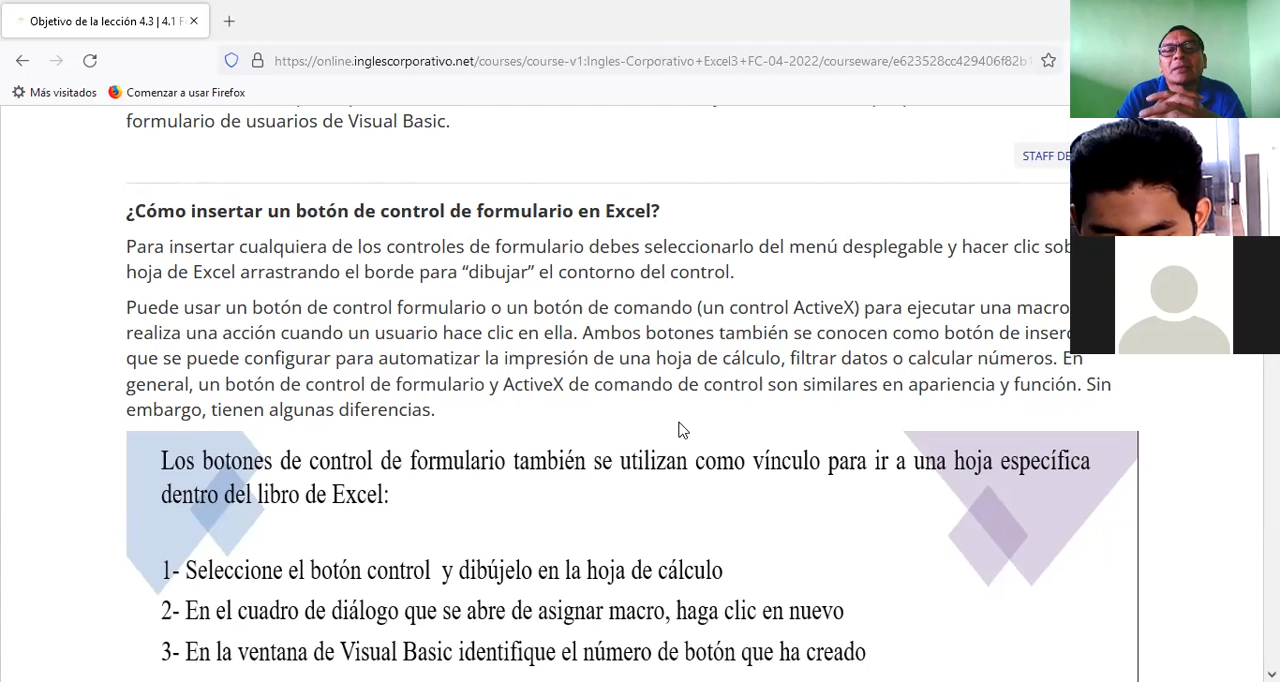 Objetivo de la lección 4.3 | 4.1 F
https://online.inglescorporativo.net/courses/course-v1:Ingles-Corporativo+Excel3+FC-04-2022/courseware/e623528cc429406f82b1
Más visitados Comenzar a usar Firefox
formulario de usuarios de Visual Basic.
STAFF DE
¿Cómo insertar un botón de control de formulario en Excel?
Para insertar cualquiera de los controles de formulario debes seleccionarlo del menú desplegable y hacer clic sob
hoja de Excel arrastrando el borde para “dibujar” el contorno del control.
Puede usar un botón de control formulario o un botón de comando (un control ActiveX) para ejecutar una macro
realiza una acción cuando un usuario hace clic en ella. Ambos botones también se conocen como botón de inserc
que se puede configurar para automatizar la impresión de una hoja de cálculo, filtrar datos o calcular números. En
general, un botón de control de formulario y ActiveX de comando de control son similares en apariencia y función. Sin
embargo, tienen algunas diferencias.
Los botones de control de formulario también se utilizan como vínculo para ir a una hoja específica
dentro del libro de Excel:
1- Seleccione el botón control y dibújelo en la hoja de cálculo
2- En el cuadro de diálogo que se abre de asignar macro, haga clic en nuevo
3- En la ventana de Visual Basic identifique el número de botón que ha creado